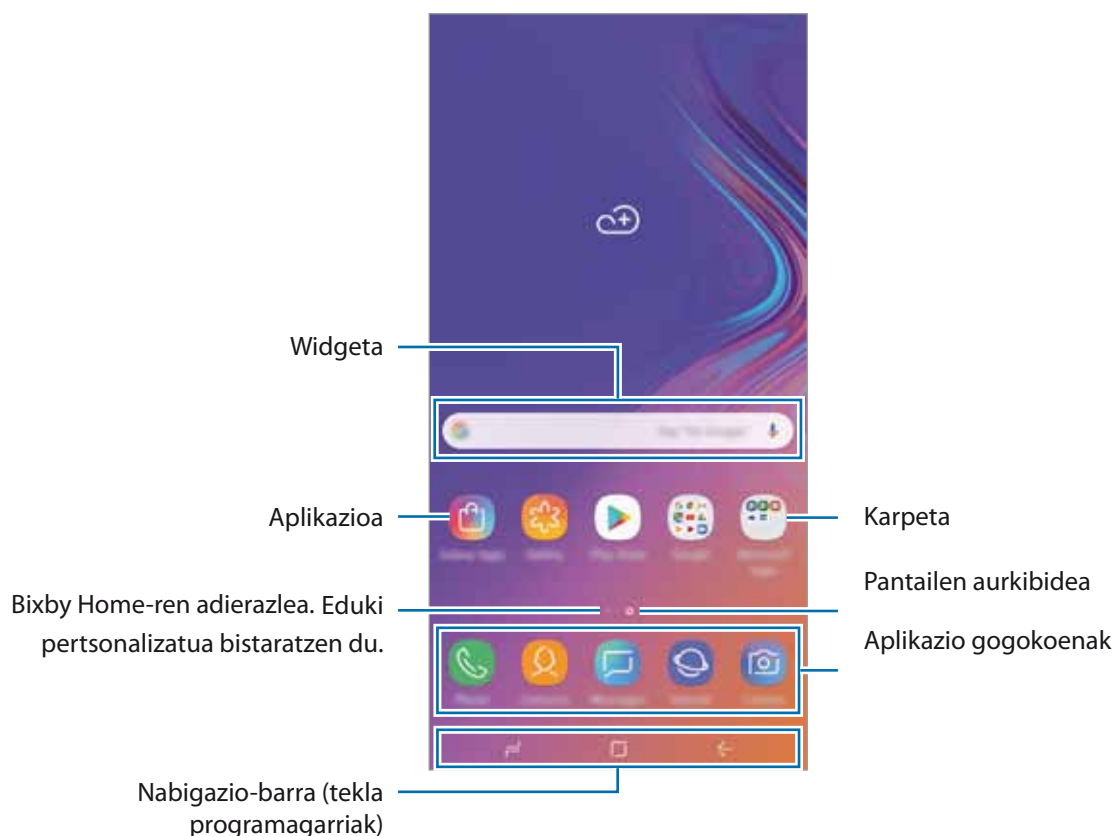 Widgeta
Aplikazioa
Karpeta
Pantailen aurkibidea
Bixby Home-ren adierazlea. Eduki
pertsonalizatua bistaratzen du.
Aplikazio gogokoenak
Nabigazio-barra (tekla
programagarriak)